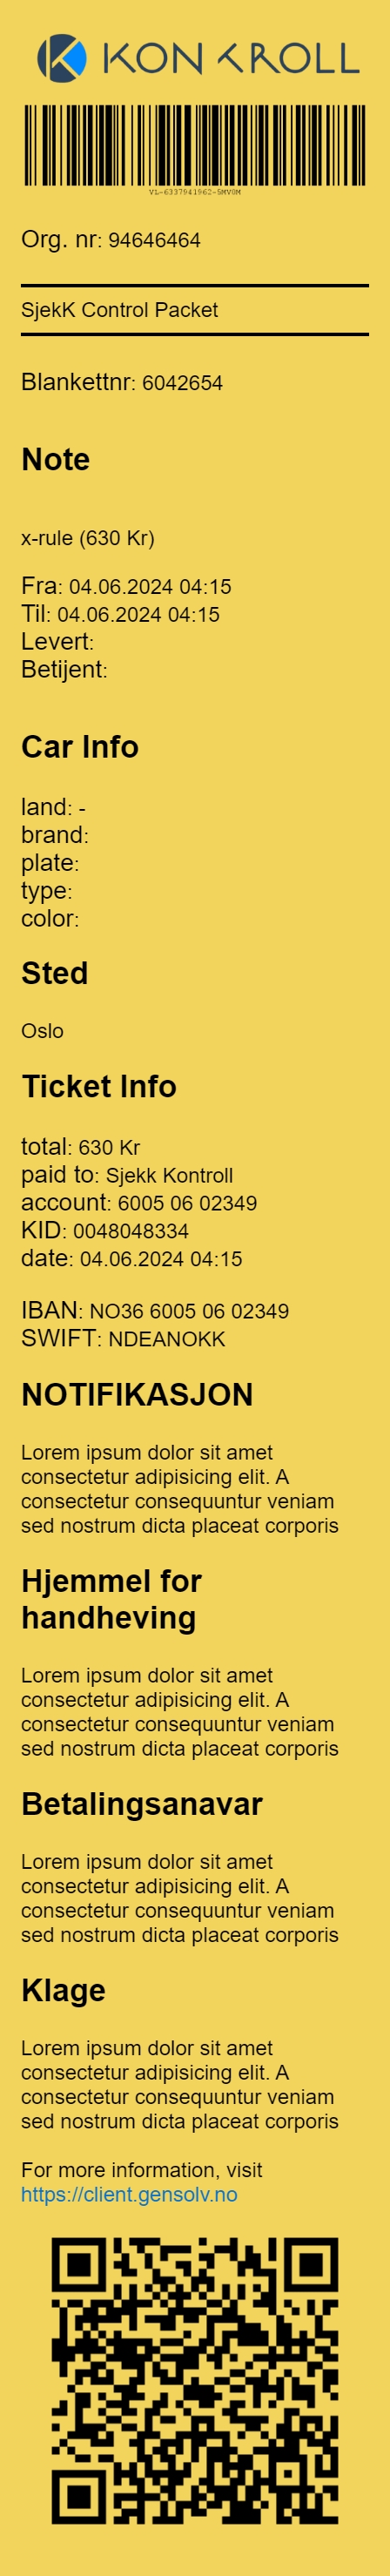 KONTROLL
VL-6337941962-SMV0M
Org. nr: 94646464
SjekK Control Packet
Blankettnr: 6042654
Note
x-rule (630 Kr)
Fra: 04.06.2024 04:15
Til: 04.06.2024 04:15
Levert:
Betijent:
Car Info
land: -
brand:
plate:
type:
color:
Sted
Oslo
Ticket Info
total: 630 Kr
paid to: Sjekk Kontroll
account: 6005 06 02349
KID: 0048048334
date: 04.06.2024 04:15
IBAN: NO36 6005 06 02349
SWIFT: NDEANOKK
NOTIFIKASJON
Lorem ipsum dolor sit amet
consectetur adipisicing elit. A
consectetur consequuntur veniam
sed nostrum dicta placeat corporis
Hjemmel for
handheving
Lorem ipsum dolor sit amet
consectetur adipisicing elit. A
consectetur consequuntur veniam
sed nostrum dicta placeat corporis
Betalingsanavar
Lorem ipsum dolor sit amet
consectetur adipisicing elit. A
consectetur consequuntur veniam
sed nostrum dicta placeat corporis
Klage
Lorem ipsum dolor sit amet
consectetur adipisicing elit. A
consectetur consequuntur veniam
sed nostrum dicta placeat corporis
For more information, visit
https://client.gensolv.no